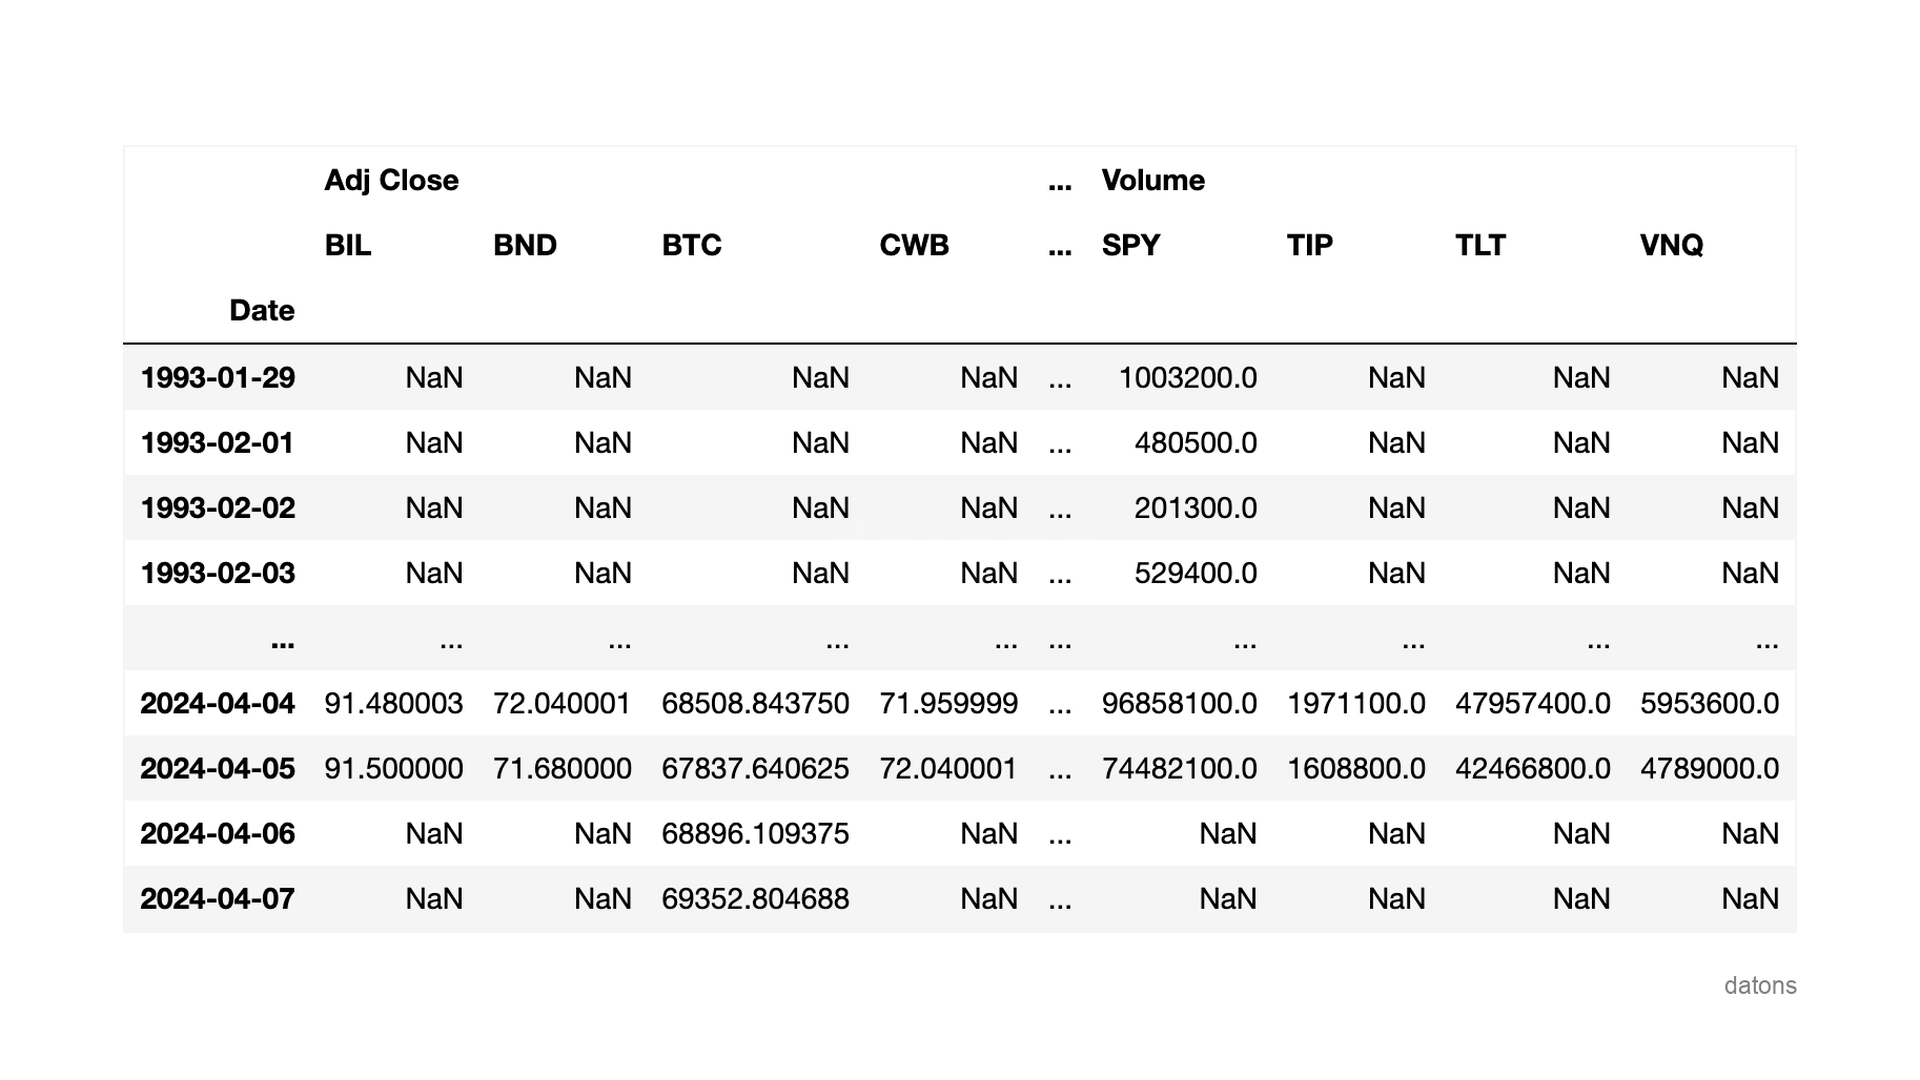 Adj Close ... Volume
BIL BND BTC CWB ... SPY TIP TLT VNQ
Date
1993-01-29 NaN NaN NaN NaN ... 1003200.0 NaN NaN NaN
1993-02-01 NaN NaN NaN NaN ... 480500.0 NaN NaN NaN
1993-02-02 NaN NaN NaN NaN ... 201300.0 NaN NaN NaN
1993-02-03 NaN NaN NaN NaN ... 529400.0 NaN NaN NaN
... ... ... ... ... ... ... ... ... ...
2024-04-04 91.480003 72.040001 68508.843750 71.959999 ... 96858100.0 1971100.0 47957400.0 5953600.0
2024-04-05 91.500000 71.680000 67837.640625 72.040001 ... 74482100.0 1608800.0 42466800.0 4789000.0
2024-04-06 NaN NaN 68896.109375 NaN ... NaN NaN NaN NaN
2024-04-07 NaN NaN 69352.804688 NaN ... NaN NaN NaN NaN
datons